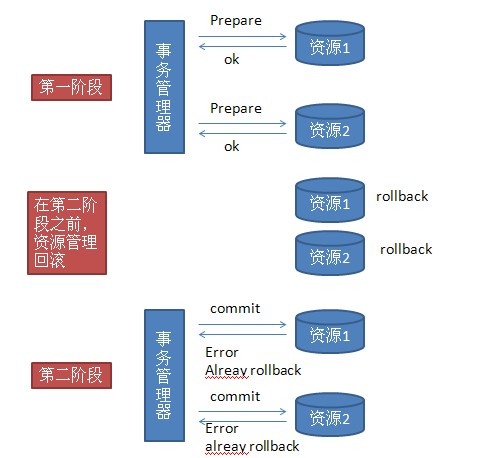 Prepare
资源1
ok
事务管理器
第一阶段
Prepare
资源2
ok
在第二阶
段之前，
资源管理
回滚
资源1
rollback
资源2
rollback
commit
资源1
Error
Alreay rollback
事务管理器
第二阶段
commit
资源2
Error
alreay rollback